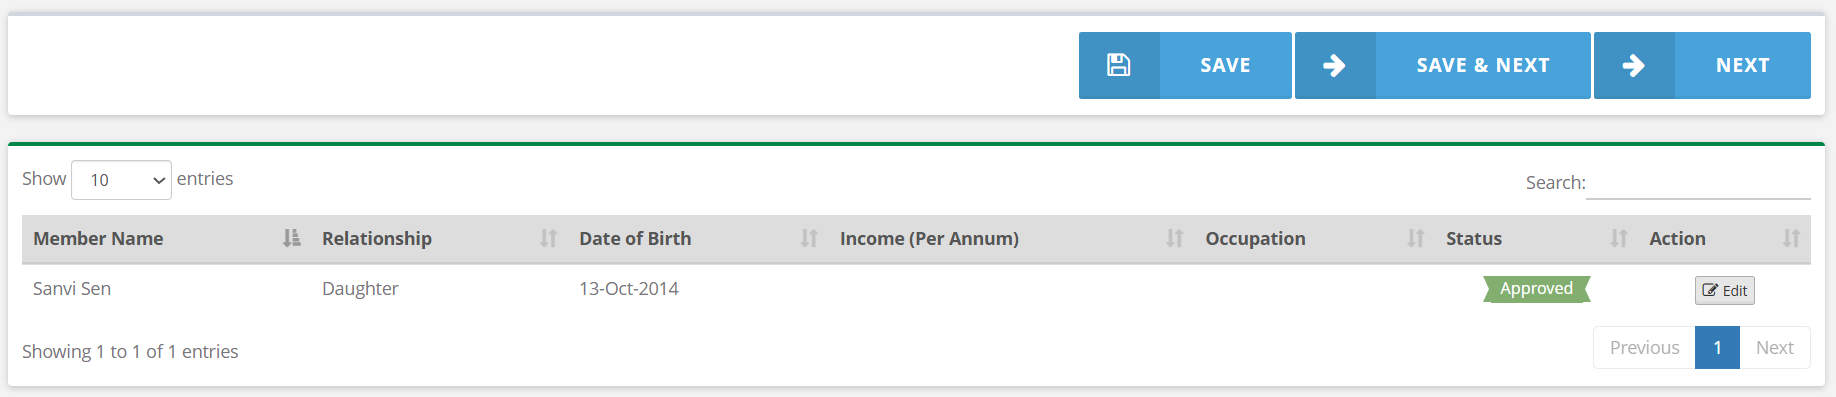 SAVE SAVE & NEXT NEXT
Show 10 entries
Search:
Member Name Relationship Date of Birth Income (Per Annum) Occupation Status Action
Sanvi Sen Daughter 13-Oct-2014 Approved Edit
Showing 1 to 1 of 1 entries
Previous 1 Next